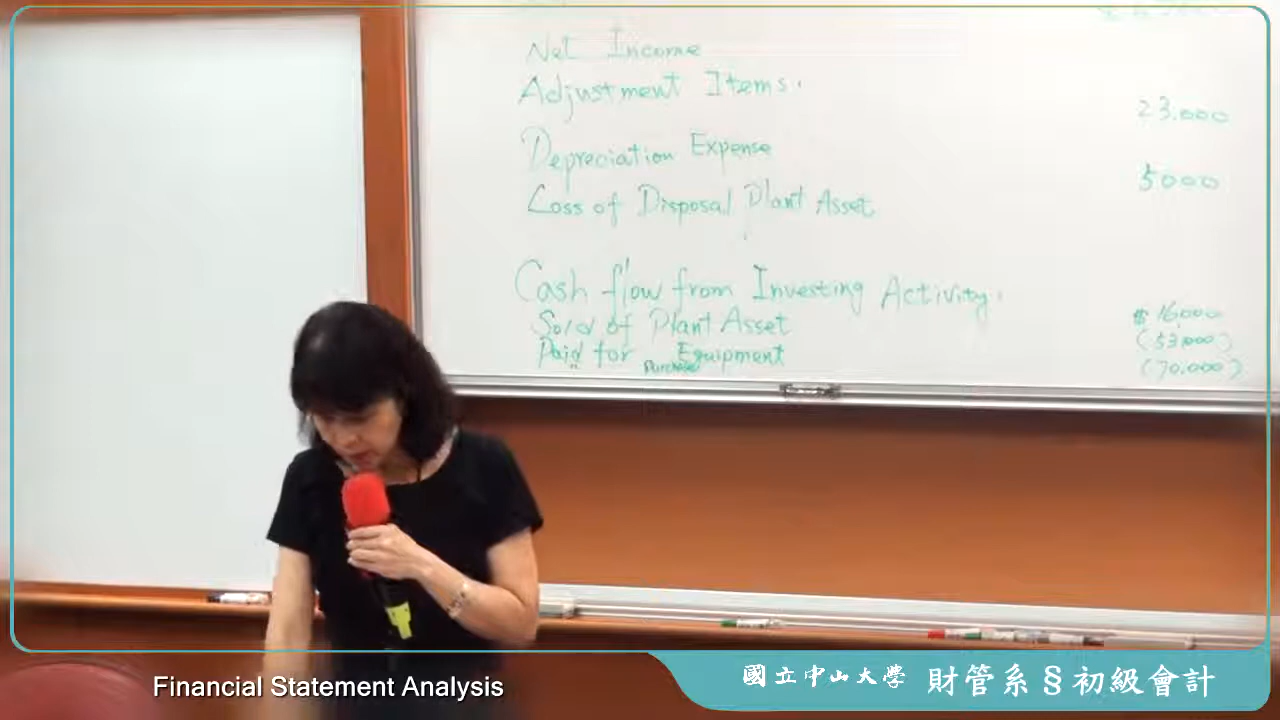 Net Income
Adjustment Items.
23.000
Depreciation Expense
5000
Loss of Disposal Plant Asset
Cash flow from Investing Activity.
$ 16000
Sold of Plant Asset
(53,000)
Paid for Equipment
Purchase
(70.000)
Financial Statement Analysis
國立中山大學 財管系§初級會計